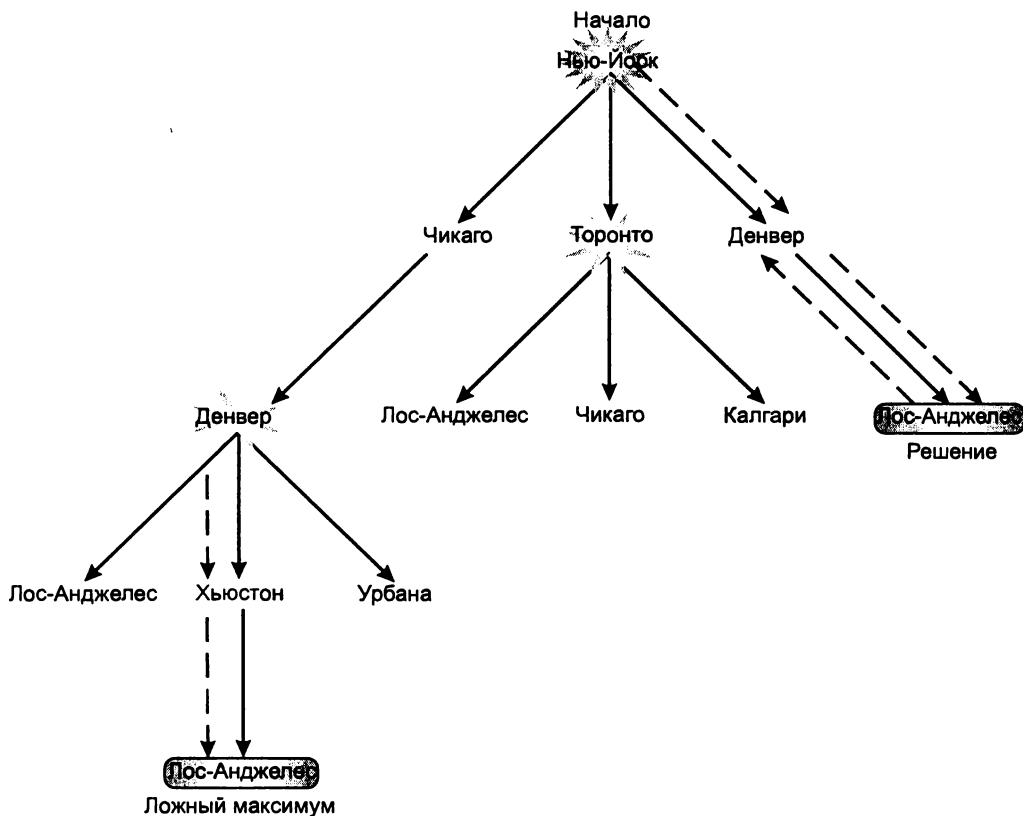 Начало
Нью-Йорк
Чикаго
Торонто
Денвер
Денвер
Лос-Анджелес
Чикаго
Калгари
Лос-Анджелес
Решение
Лос-Анджелес
Хьюстон
Урбана
Лос-Анджелес
Ложный максимум